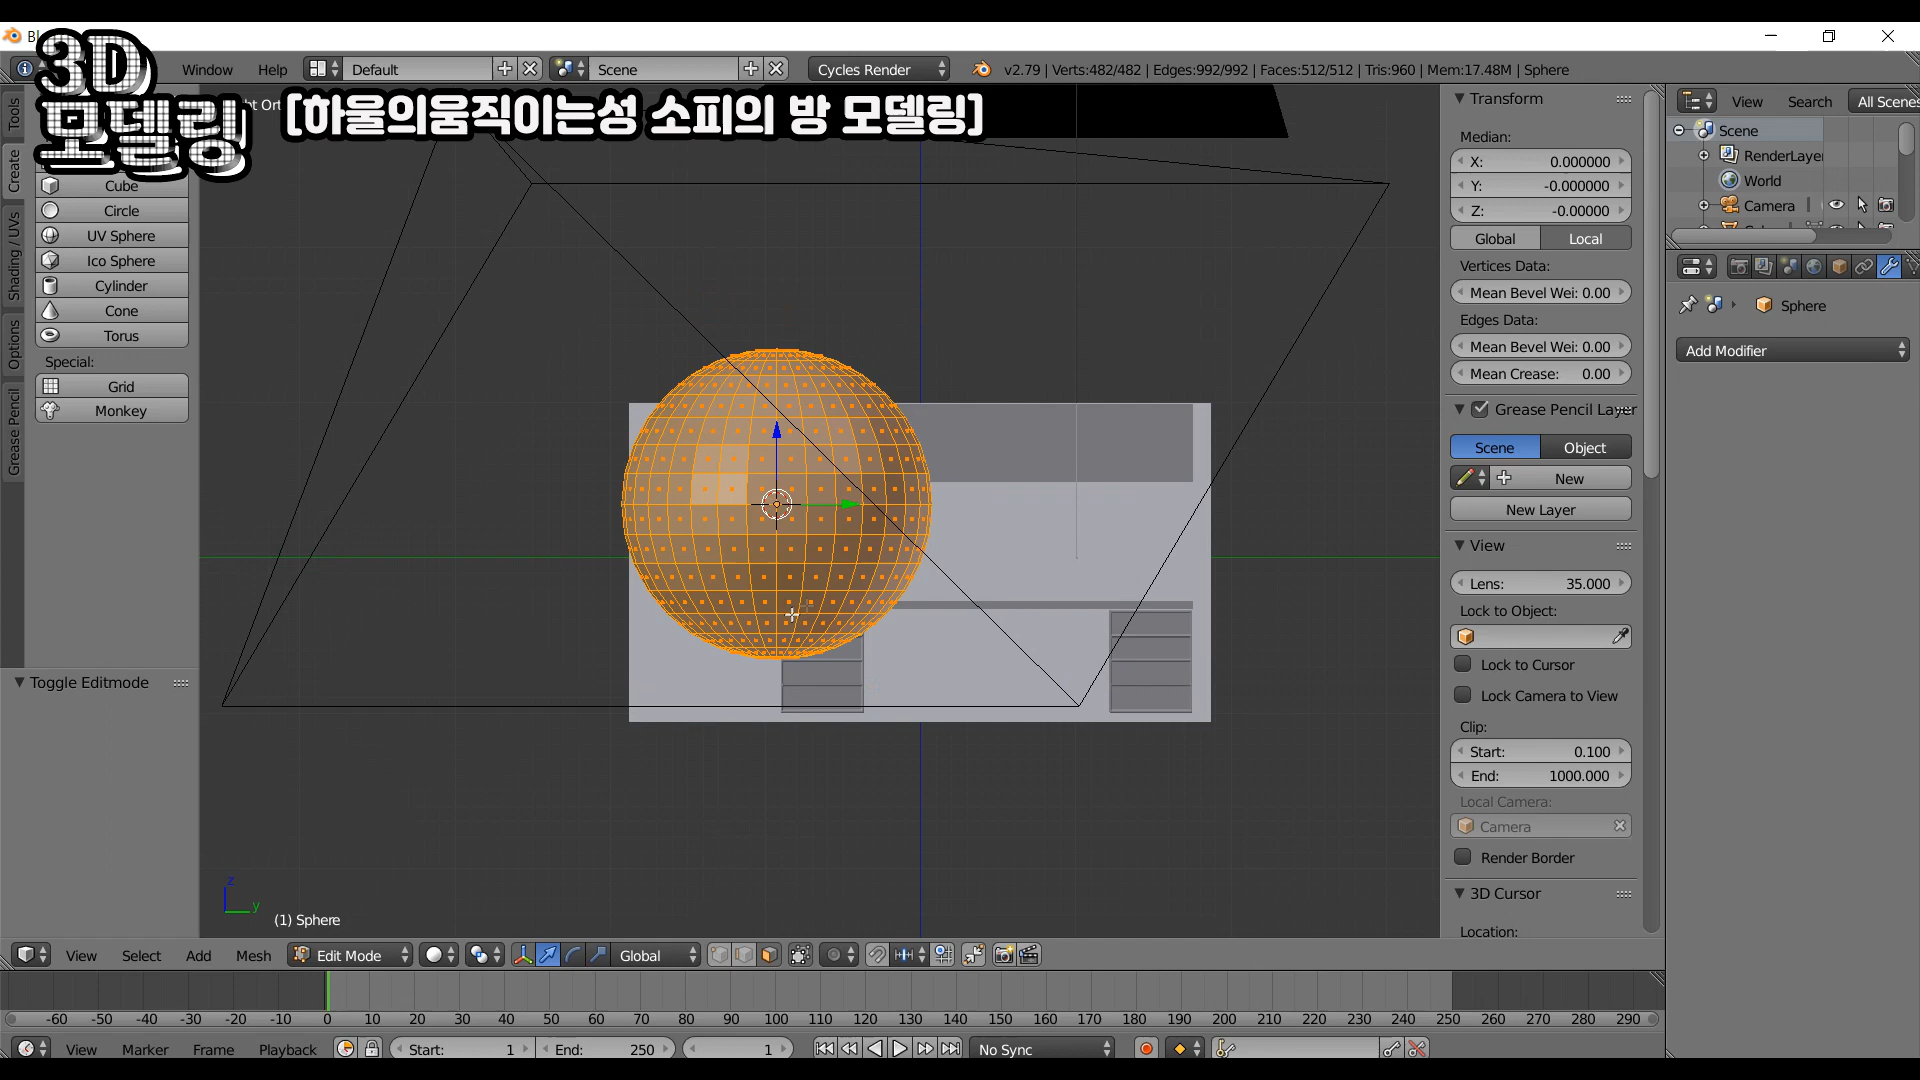 Bl
3D
모델링
[하울의움직이는성 소피의 방 모델링]
Window
Help
Default
Scene
Cycles Render
v2.79 | Verts:482/482 | Edges:992/992 | Faces:512/512 | Tris:960 | Mem:17.48M | Sphere
Tools
Create
Shading / UVs
Options
Grease Pencil
Cube
Circle
UV Sphere
Ico Sphere
Cylinder
Cone
Torus
Special:
Grid
Monkey
Toggle Editmode
z
y
(1) Sphere
Transform
Median:
X: 0.000000
Y: -0.000000
Z: -0.00000
Global
Local
Vertices Data:
Mean Bevel Wei: 0.00
Edges Data:
Mean Bevel Wei: 0.00
Mean Crease: 0.00
Grease Pencil Layer
Scene
Object
New
New Layer
View
Lens: 35.000
Lock to Object:
Lock to Cursor
Lock Camera to View
Clip:
Start: 0.100
End: 1000.000
Local Camera:
Camera
Render Border
3D Cursor
Location:
View
Search
All Scenes
Scene
RenderLayer
World
Camera
Sphere
Add Modifier
View
Select
Add
Mesh
Edit Mode
Global
-60 -50 -40 -30 -20 -10 0 10 20 30 40 50 60 70 80 90 100 110 120 130 140 150 160 170 180 190 200 210 220 230 240 250 260 270 280 290
View
Marker
Frame
Playback
Start: 1
End: 250
1
No Sync